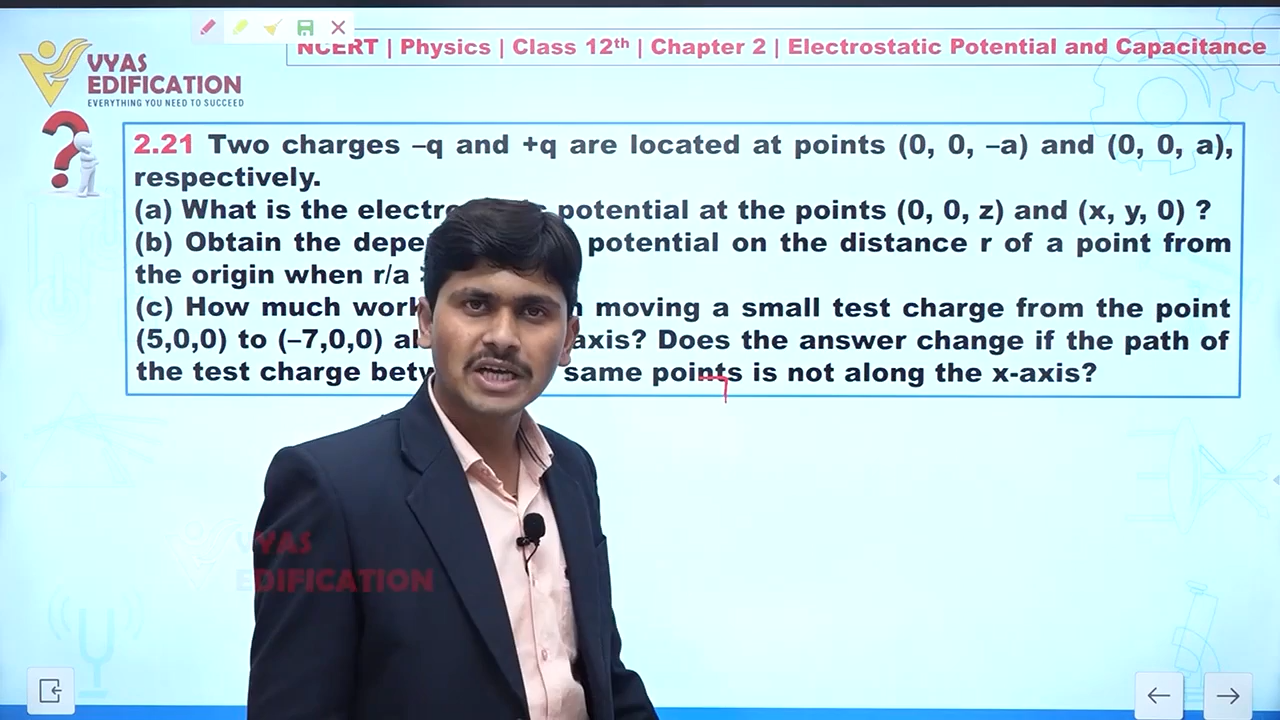 NCERT | Physics | Class 12th | Chapter 2 | Electrostatic Potential and Capacitance
VYAS
EDIFICATION
EVERYTHING YOU NEED TO SUCCEED
2.21 Two charges –q and +q are located at points (0, 0, –a) and (0, 0, a),
respectively.
(a) What is the electro potential at the points (0, 0, z) and (x, y, 0) ?
(b) Obtain the depe potential on the distance r of a point from
the origin when r/a
(c) How much work moving a small test charge from the point
(5,0,0) to (–7,0,0) al axis? Does the answer change if the path of
the test charge betw same points is not along the x-axis?
VYAS
EDIFICATION